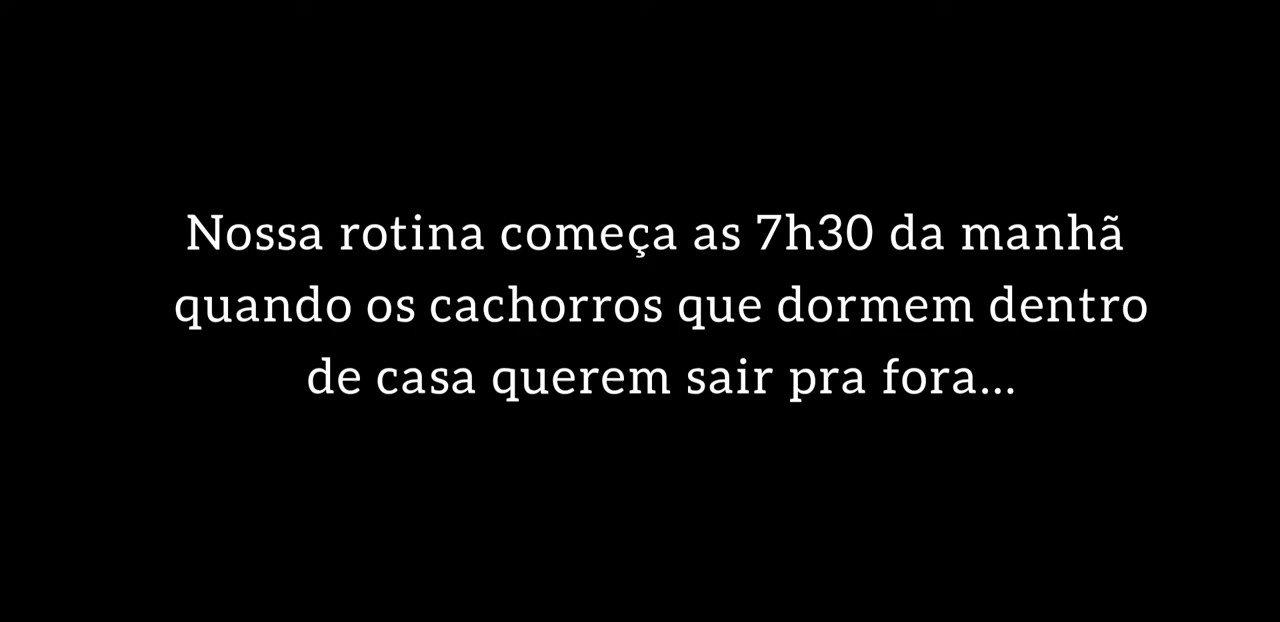 Nossa rotina começa as 7h30 da manhã
quando os cachorros que dormem dentro
de casa querem sair pra fora...